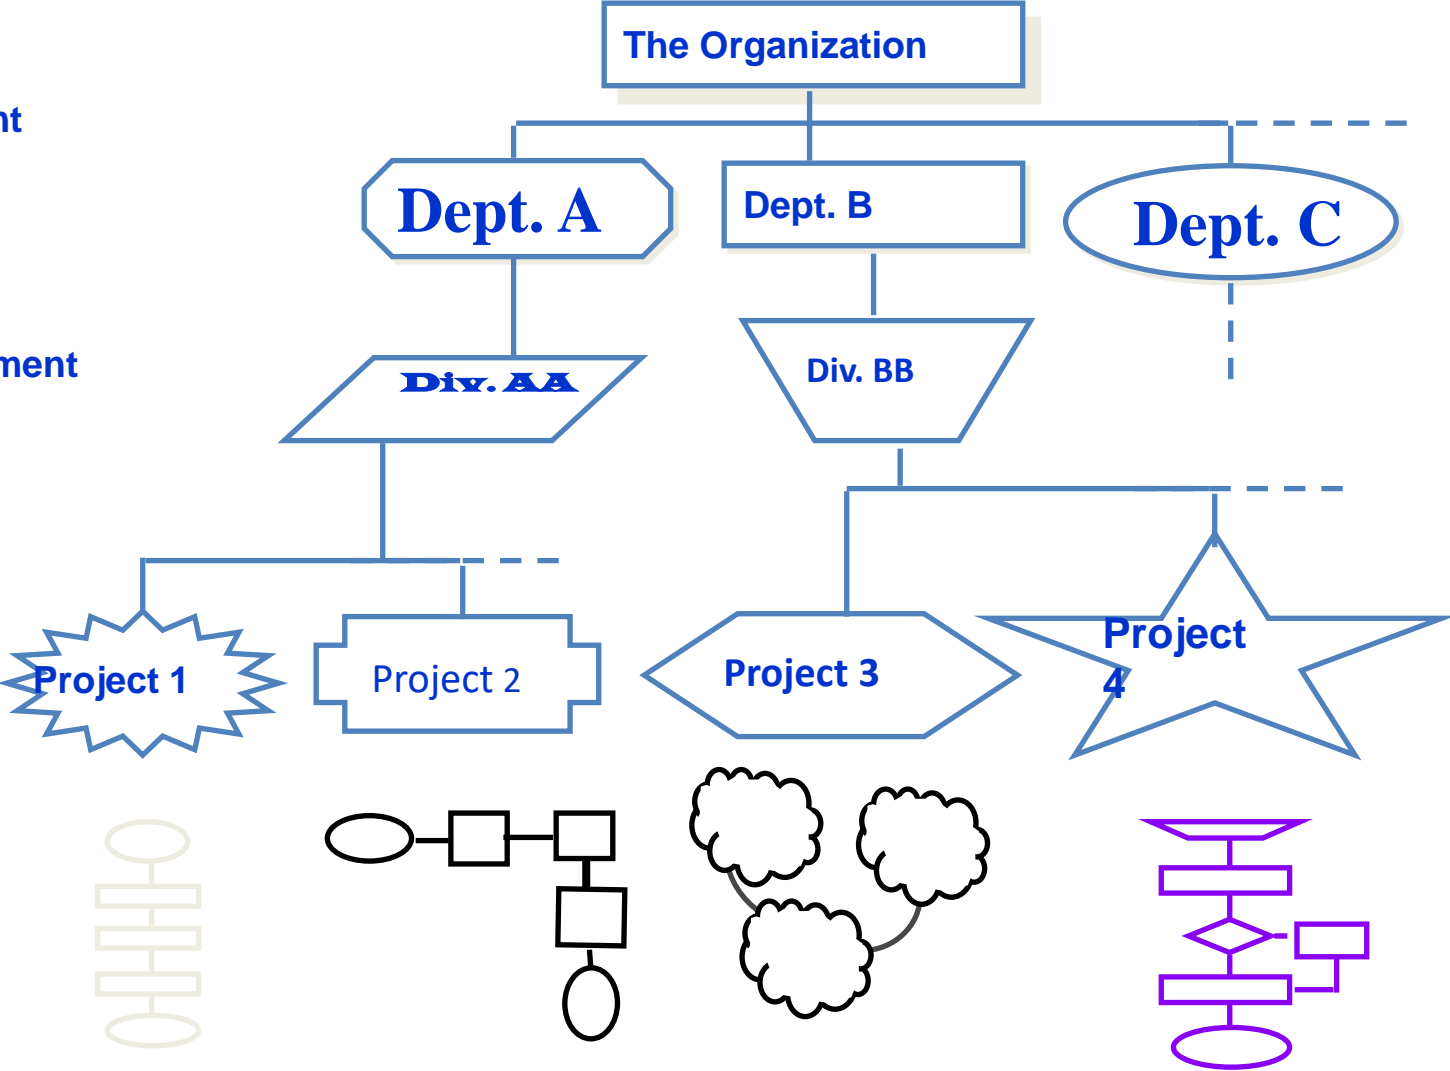 The Organization
nt
Dept. A
Dept. B
Dept. C
ment
Div. AA
Div. BB
Project 1
Project 2
Project 3
Project
4